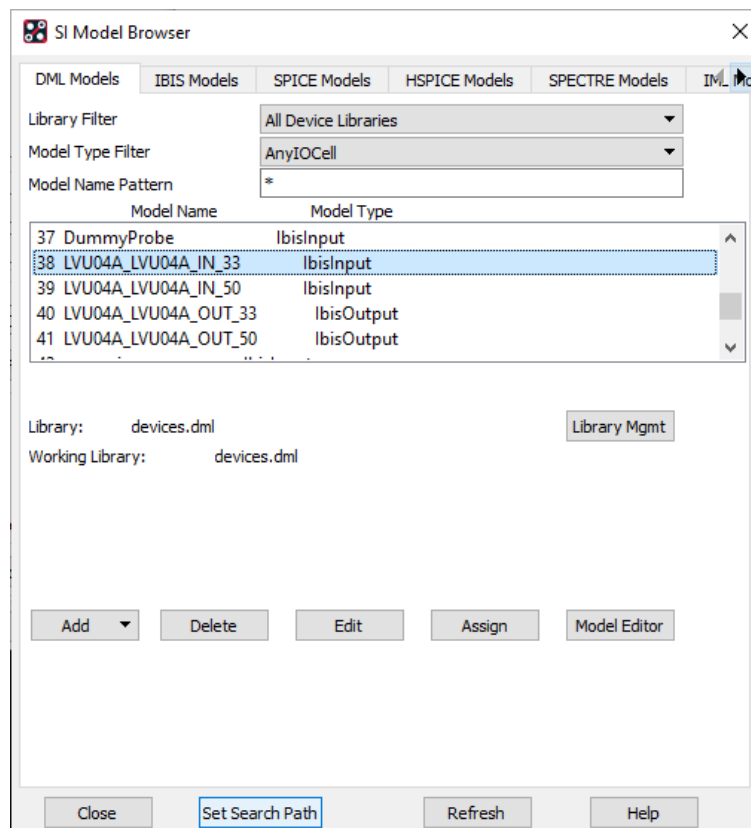 SI Model Browser
DML Models IBIS Models SPICE Models HSPICE Models SPECTRE Models
Library Filter All Device Libraries
Model Type Filter AnyIOCell
Model Name Pattern *
Model Name Model Type
37 DummyProbe IbisInput
38 LVU04A_LVU04A_IN_33 IbisInput
39 LVU04A_LVU04A_IN_50 IbisInput
40 LVU04A_LVU04A_OUT_33 IbisOutput
41 LVU04A_LVU04A_OUT_50 IbisOutput
Library: devices.dml Library Mgmt
Working Library: devices.dml
Add Delete Edit Assign Model Editor
Close Set Search Path Refresh Help